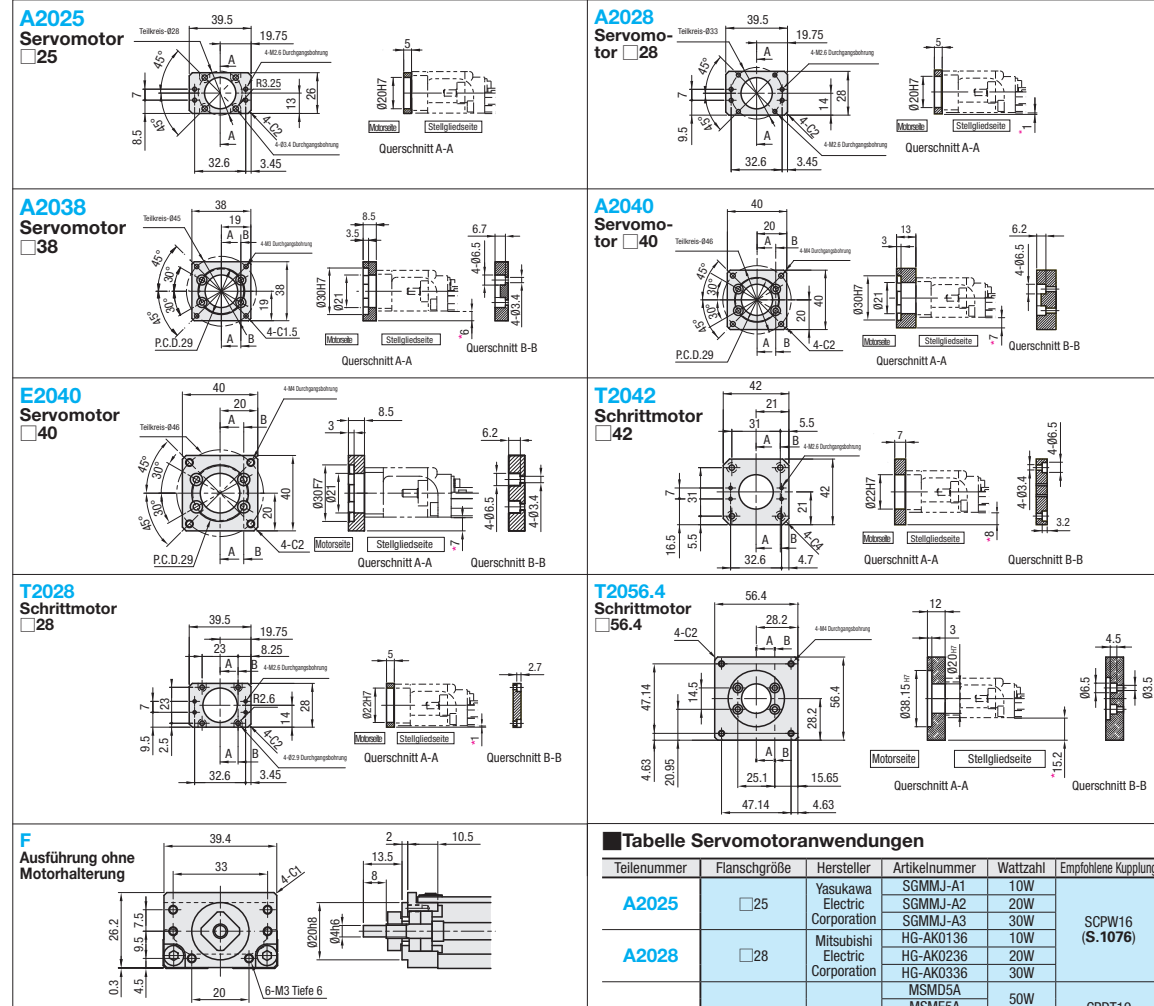 A2025
Servomotor
□25
39.5
19.75
Teilkreis-Ø28
4-M2.6 Durchgangsbohrung
A
45°
7
45°
8.5
R3.25
13
26
A
4-C2
4-Ø3.4 Durchgangsbohrung
32.6
3.45
5
Ø20H7
Motorseite
Stellgliedseite
Querschnitt A-A
A2028
Servomo-
tor □28
39.5
19.75
Teilkreis-Ø33
4-M2.6 Durchgangsbohrung
A
45°
7
45°
9.5
14
28
A
4-C2
4-M2.6 Durchgangsbohrung
32.6
3.45
5
Ø20H7
*1
Motorseite
Stellgliedseite
Querschnitt A-A
A2038
Servomotor
□38
38
19
Teilkreis-Ø45
A B
4-M3 Durchgangsbohrung
45°
30°
30°
45°
19
38
4-C1.5
P.C.D.29
A B
8.5
3.5
Ø30H7
Ø21
*6
Motorseite
Stellgliedseite
Querschnitt A-A
6.7
4-Ø6.5
4-Ø3.4
Querschnitt B-B
A2040
Servomo-
tor □40
40
20
Teilkreis-Ø46
A B
4-M4 Durchgangsbohrung
45°
30°
30°
45°
20
40
4-C2
P.C.D.29
A B
13
3
Ø30H7
Ø21
*7
Motorseite
Stellgliedseite
Querschnitt A-A
6.2
4-Ø6.5
4-Ø3.4
Querschnitt B-B
E2040
Servomotor
□40
40
20
4-M4 Durchgangsbohrung
A B
Teilkreis-Ø46
45°
30°
30°
45°
20
40
4-C2
P.C.D.29
A B
8.5
3
Ø30F7
Ø21
*7
Motorseite
Stellgliedseite
Querschnitt A-A
6.2
4-Ø6.5
4-Ø3.4
Querschnitt B-B
T2042
Schrittmotor
□42
42
21
31
5.5
A B
4-M2.6 Durchgangsbohrung
7
31
16.5
5.5
21
42
A B
4-C4
32.6
4.7
7
Ø22H7
*8
Motorseite
Stellgliedseite
Querschnitt A-A
4-Ø6.5
4-Ø3.4
3.2
Querschnitt B-B
T2028
Schrittmotor
□28
39.5
19.75
23
8.25
A B
4-M2.6 Durchgangsbohrung
R2.6
7
23
9.5
2.5
14
28
4-C2
A B
4-Ø2.9 Durchgangsbohrung
32.6
3.45
5
Ø22H7
*1
Motorseite
Stellgliedseite
Querschnitt A-A
2.7
Querschnitt B-B
T2056.4
Schrittmotor
□56.4
56.4
28.2
4-C2
A B
4-M4 Durchgangsbohrung
47.14
14.5
4.63
20.95
28.2
56.4
A B
25.1
15.65
47.14
4.63
12
3
Ø38.15H7
Ø20H7
*15.2
Motorseite
Stellgliedseite
Querschnitt A-A
4.5
Ø6.5
Ø3.5
Querschnitt B-B
F
Ausführung ohne
Motorhalterung
39.4
33
4-C1
26.2
7.5
9.5
0.3
4.5
20
6-M3 Tiefe 6
2
10.5
13.5
8
Ø20h8
Ø4h6
■Tabelle Servomotoranwendungen
Teilenummer Flanschgröße Hersteller Artikelnummer Wattzahl Empfohlene Kupplung
A2025 □25 Yasukawa Electric Corporation SGMMJ-A1 10W
SGMMJ-A2 20W
SGMMJ-A3 30W
SCPW16
(S.1076)
A2028 □28 Mitsubishi Electric Corporation HG-AK0136 10W
HG-AK0236 20W
HG-AK0336 30W
MSMD5A 50W